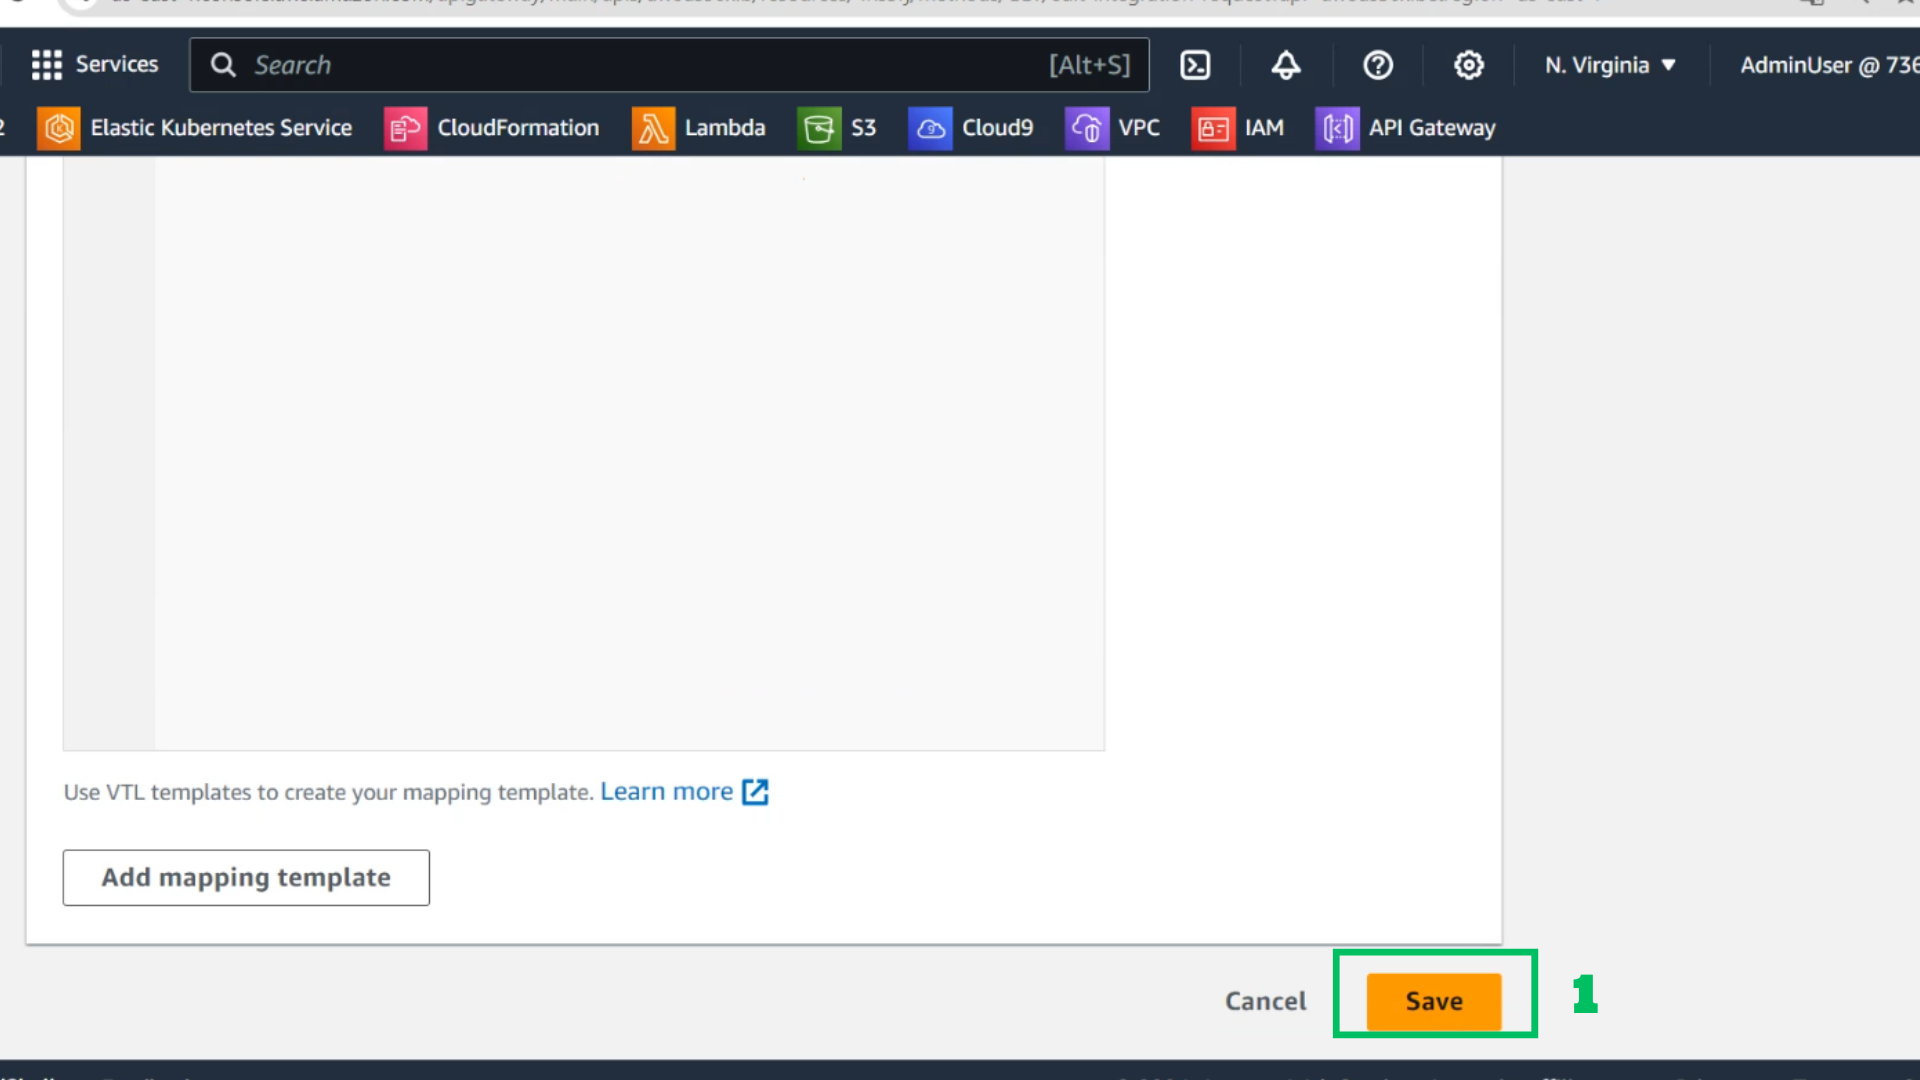 Services
Search [Alt+S]
N. Virginia ▼
AdminUser @ 736
2 Elastic Kubernetes Service CloudFormation Lambda S3 Cloud9 VPC IAM API Gateway
Use VTL templates to create your mapping template. Learn more
Add mapping template
Cancel Save 1